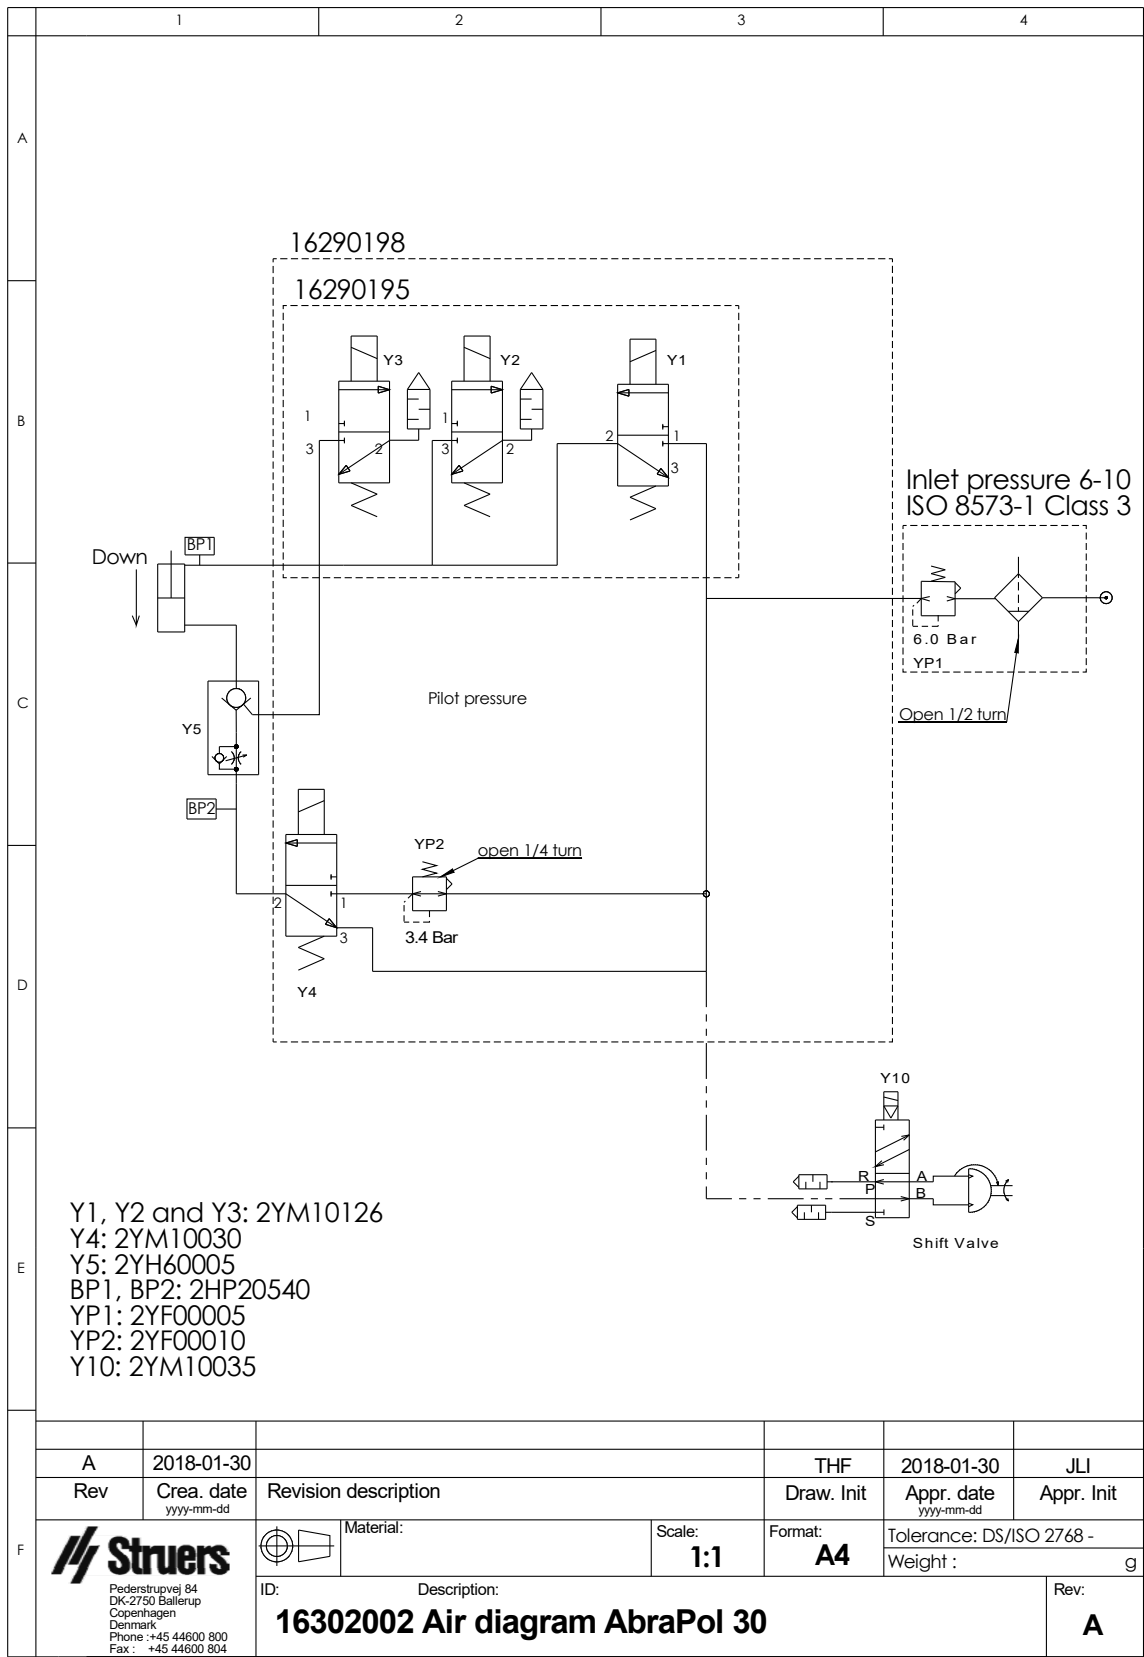 1 2 3 4
A
B
C
D
E
F
16290198
16290195
Y3
Y2
Y1
1
3
2
1
3
2
2
1
3
Inlet pressure 6-10
ISO 8573-1 Class 3
Down
BP1
6.0 Bar
YP1
Open 1/2 turn
Pilot pressure
Y5
BP2
YP2
open 1/4 turn
2
1
3
3.4 Bar
Y4
Y10
R
P
S
A
B
Shift Valve
Y1, Y2 and Y3: 2YM10126
Y4: 2YM10030
Y5: 2YH60005
BP1, BP2: 2HP20540
YP1: 2YF00005
YP2: 2YF00010
Y10: 2YM10035
A 2018-01-30 THF 2018-01-30 JLI
Rev Crea. date Revision description Draw. Init Appr. date Appr. Init
yyyy-mm-dd yyyy-mm-dd
Struers
Pederstrupvej 84
DK-2750 Ballerup
Copenhagen
Denmark
Phone :+45 44600 800
Fax : +45 44600 804
Material:
Scale:
1:1
Format:
A4
Tolerance: DS/ISO 2768 -
Weight : g
ID: Description:
16302002 Air diagram AbraPol 30
Rev:
A